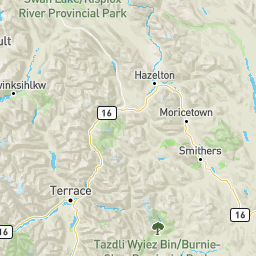 Swan Lake/Kispiox
River Provincial Park
ult
Hazelton
winksihlkw
16
Moricetown
Smithers
Terrace
16
16
Tazdli Wyiez Bin/Burnie-